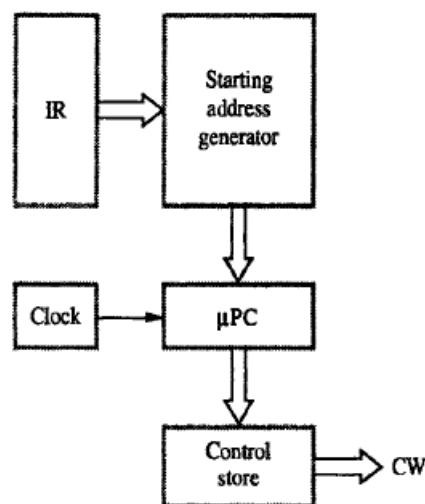 IR
Starting
address
generator
Clock
μPC
Control
store
CW